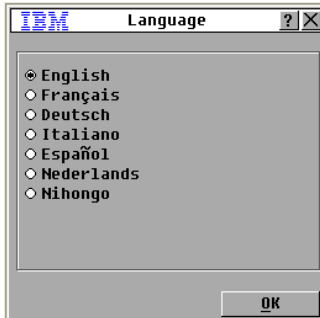 IBM Language ? X
English
Français
Deutsch
Italiano
Español
Nederlands
Nihongo
OK